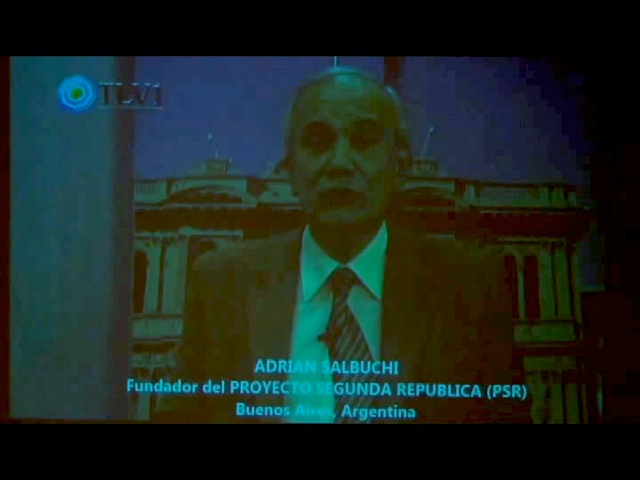 TLV1
ADRIAN SALBUCHI
Fundador del PROYECTO SEGUNDA REPUBLICA (PSR)
Buenos Aires, Argentina